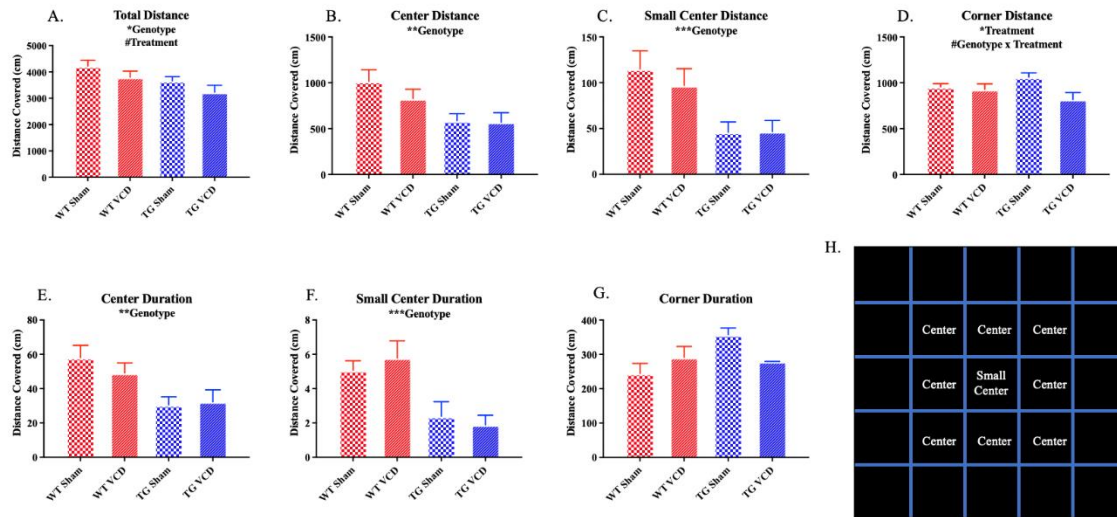 A.
Total Distance
*Genotype
#Treatment
Distance Covered (cm)
5000
4000
3000
2000
1000
0
WT Sham
WT VCD
TG Sham
TG VCD
B.
Center Distance
**Genotype
Distance Covered (cm)
1500
1000
500
0
WT Sham
WT VCD
TG Sham
TG VCD
C.
Small Center Distance
***Genotype
Distance Covered (cm)
150
100
50
0
WT Sham
WT VCD
TG Sham
TG VCD
D.
Corner Distance
*Treatment
#Genotype x Treatment
Distance Covered (cm)
1500
1000
500
0
WT Sham
WT VCD
TG Sham
TG VCD
E.
Center Duration
**Genotype
Distance Covered (cm)
80
60
40
20
0
WT Sham
WT VCD
TG Sham
TG VCD
F.
Small Center Duration
***Genotype
Distance Covered (cm)
8
6
4
2
0
WT Sham
WT VCD
TG Sham
TG VCD
G.
Corner Duration
Distance Covered (cm)
400
300
200
100
0
WT Sham
WT VCD
TG Sham
TG VCD
H.
Center Center Center
Center Small Center Center
Center Center Center